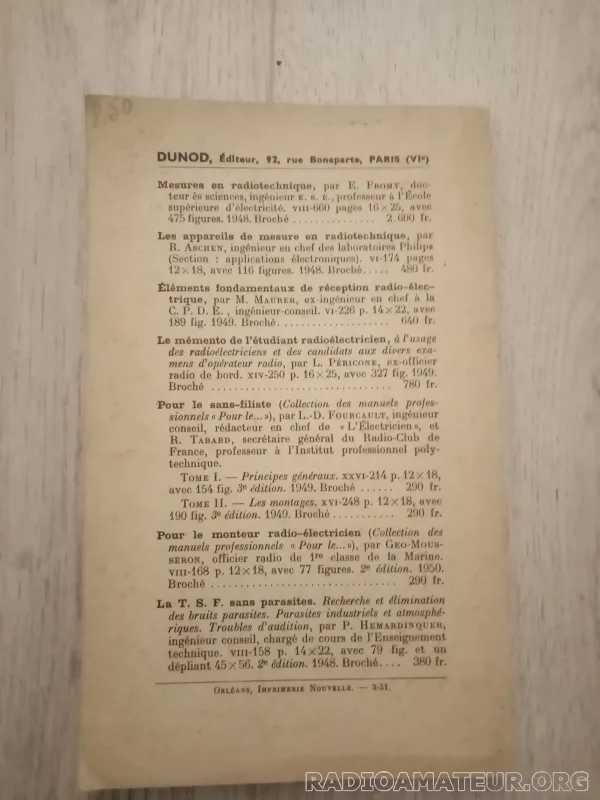 50
DUNOD, Éditeur, 92, rue Bonaparte, PARIS (VIe)
Mesures en radiotechnique, par E. Fromy, doc-
teur ès sciences, ingénieur E. S. E., professeur à l'École
supérieure d'électricité. VIII-660 pages 16×25, avec
475 figures. 1948. Broché .............. 2.600 fr.
Les appareils de mesure en radiotechnique, par
R. Aschen, ingénieur en chef des laboratoires Philips
(Section : applications électroniques). VI-174 pages
12×18, avec 116 figures. 1948. Broché..... 480 fr.
Éléments fondamentaux de réception radio-élec-
trique, par M. Maurer, ex-ingénieur en chef à la
C. P. D. E., ingénieur-conseil. VI-226 p. 14×22, avec
189 fig. 1949. Broché ................. 640 fr.
Le mémento de l'étudiant radioélectricien, à l'usage
des radioélectriciens et des candidats aux divers exa-
mens d'opérateur radio, par L. Péricone, ex-officier
radio de bord. XIV-250 p. 16×25, avec 327 fig. 1949.
Broché .............................. 780 fr.
Pour le sans-filiste (Collection des manuels profes-
sionnels « Pour le... »), par L.-D. Fourcault, ingénieur
conseil, rédacteur en chef de « L'Électricien », et
R. Tabard, secrétaire général du Radio-Club de
France, professeur à l'Institut professionnel poly-
technique.
Tome I. — Principes généraux. XXVI-214 p. 12×18,
avec 154 fig. 3e édition. 1949. Broché ...... 290 fr.
Tome II. — Les montages. XVI-248 p. 12×18, avec
190 fig. 3e édition. 1949. Broché........... 290 fr.
Pour le monteur radio-électricien (Collection des
manuels professionnels « Pour le... »), par Géo-Mous-
seron, officier radio de 1re classe de la Marine.
VIII-168 p. 12×18, avec 77 figures. 2e édition. 1950.
Broché .............................. 290 fr.
La T. S. F. sans parasites. Recherche et élimination
des bruits parasites. Parasites industriels et atmosphé-
riques. Troubles d'audition, par P. Hemardinquer,
ingénieur conseil, chargé de cours de l'Enseignement
technique. VIII-158 p. 14×22, avec 79 fig. et un
dépliant 45×56. 2e édition. 1948. Broché.... 380 fr.
Orléans, Imprimerie Nouvelle. — 3-51.
RADIOAMATEUR.ORG